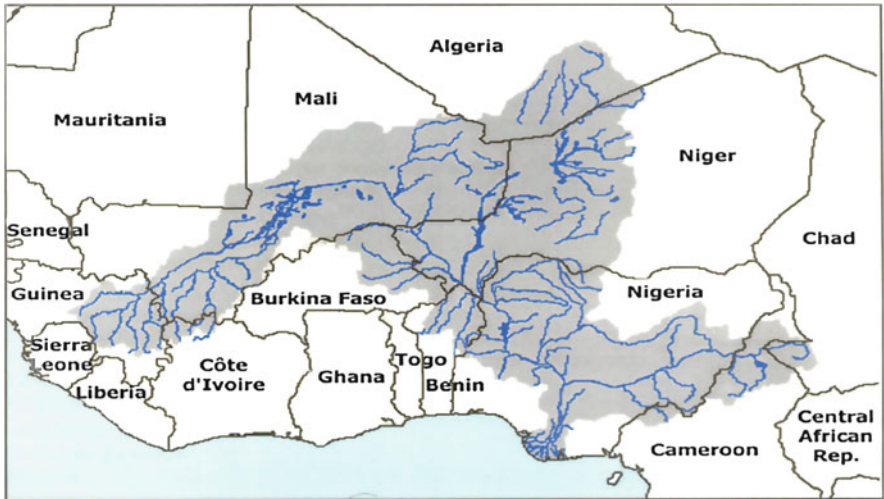 Algeria
Mali
Mauritania
Niger
Senegal
Chad
Guinea
Burkina Faso
Nigeria
Sierra
eone
Côte
d'Ivoire
Ghana
Togo
Benin
Liberia
Cameroon
Central
African
Rep.